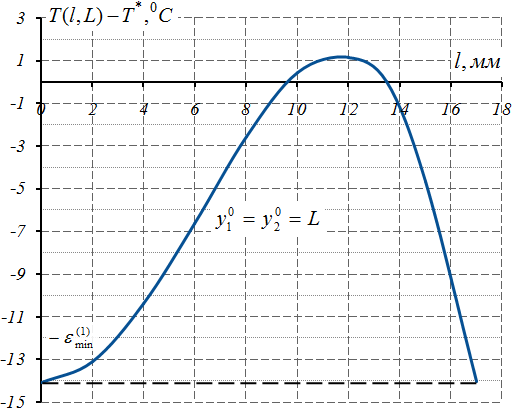 3 T(l,L) − T*, ⁰C
1 l, мм
-1 0 2 4 6 8 10 12 14 16 18
-3
-5
-7 y₁⁰ = y₂⁰ = L
-9
-11
− ε_min^(1)
-13
-15